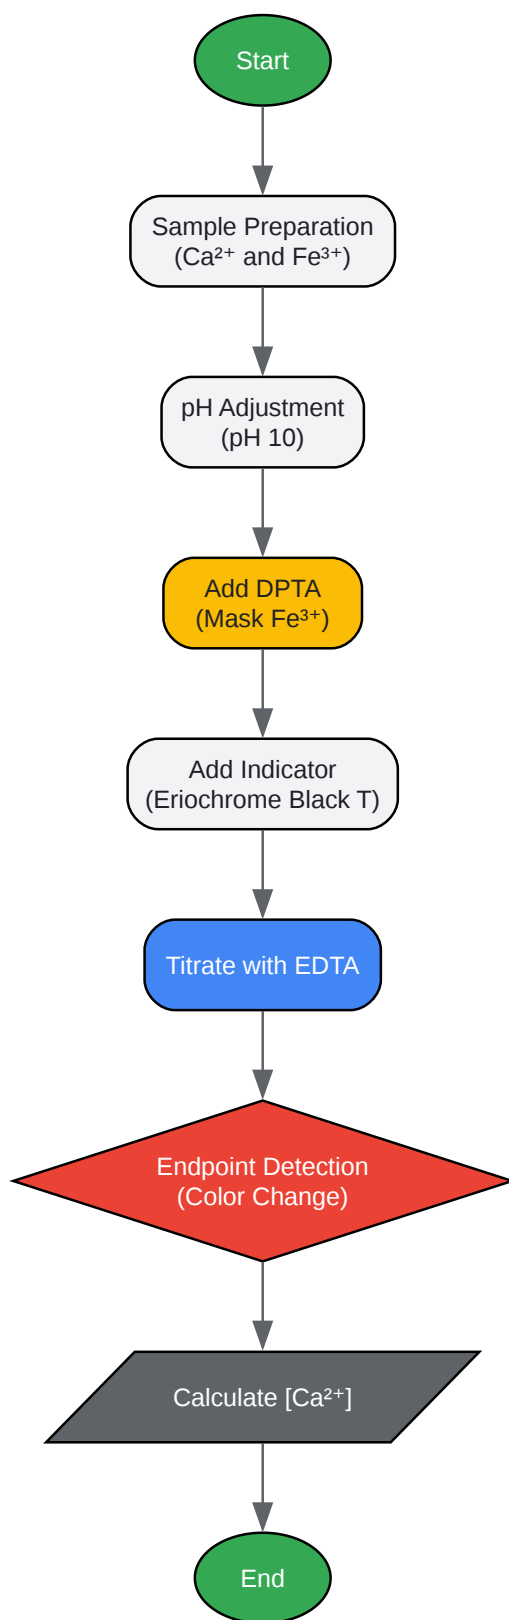 Start
Sample Preparation
(Ca²⁺ and Fe³⁺)
pH Adjustment
(pH 10)
Add DPTA
(Mask Fe³⁺)
Add Indicator
(Eriochrome Black T)
Titrate with EDTA
Endpoint Detection
(Color Change)
Calculate [Ca²⁺]
End